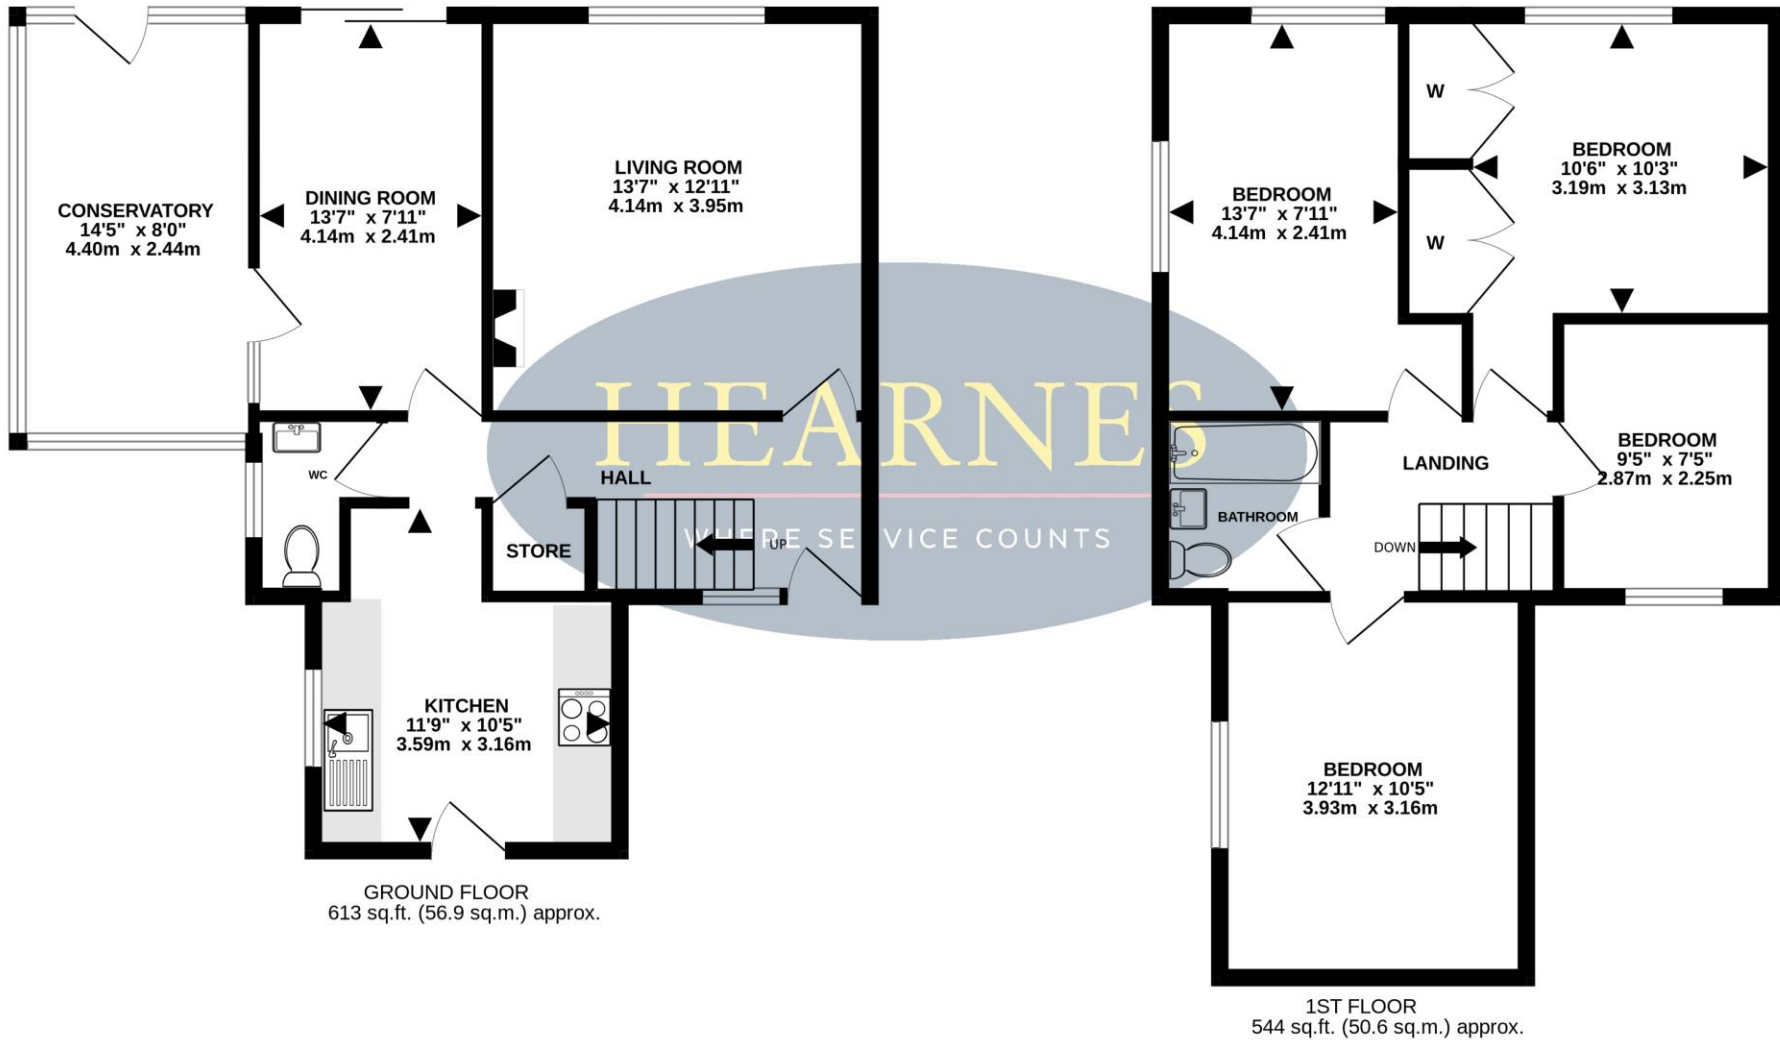 CONSERVATORY
14'5" x 8'0"
4.40m x 2.44m
DINING ROOM
13'7" x 7'11"
4.14m x 2.41m
LIVING ROOM
13'7" x 12'11"
4.14m x 3.95m
WC
HALL
STORE
UP
KITCHEN
11'9" x 10'5"
3.59m x 3.16m
GROUND FLOOR
613 sq.ft. (56.9 sq.m.) approx.
HEARNES
WHERE SERVICE COUNTS
BEDROOM
13'7" x 7'11"
4.14m x 2.41m
W
W
BEDROOM
10'6" x 10'3"
3.19m x 3.13m
BEDROOM
9'5" x 7'5"
2.87m x 2.25m
LANDING
BATHROOM
DOWN
BEDROOM
12'11" x 10'5"
3.93m x 3.16m
1ST FLOOR
544 sq.ft. (50.6 sq.m.) approx.